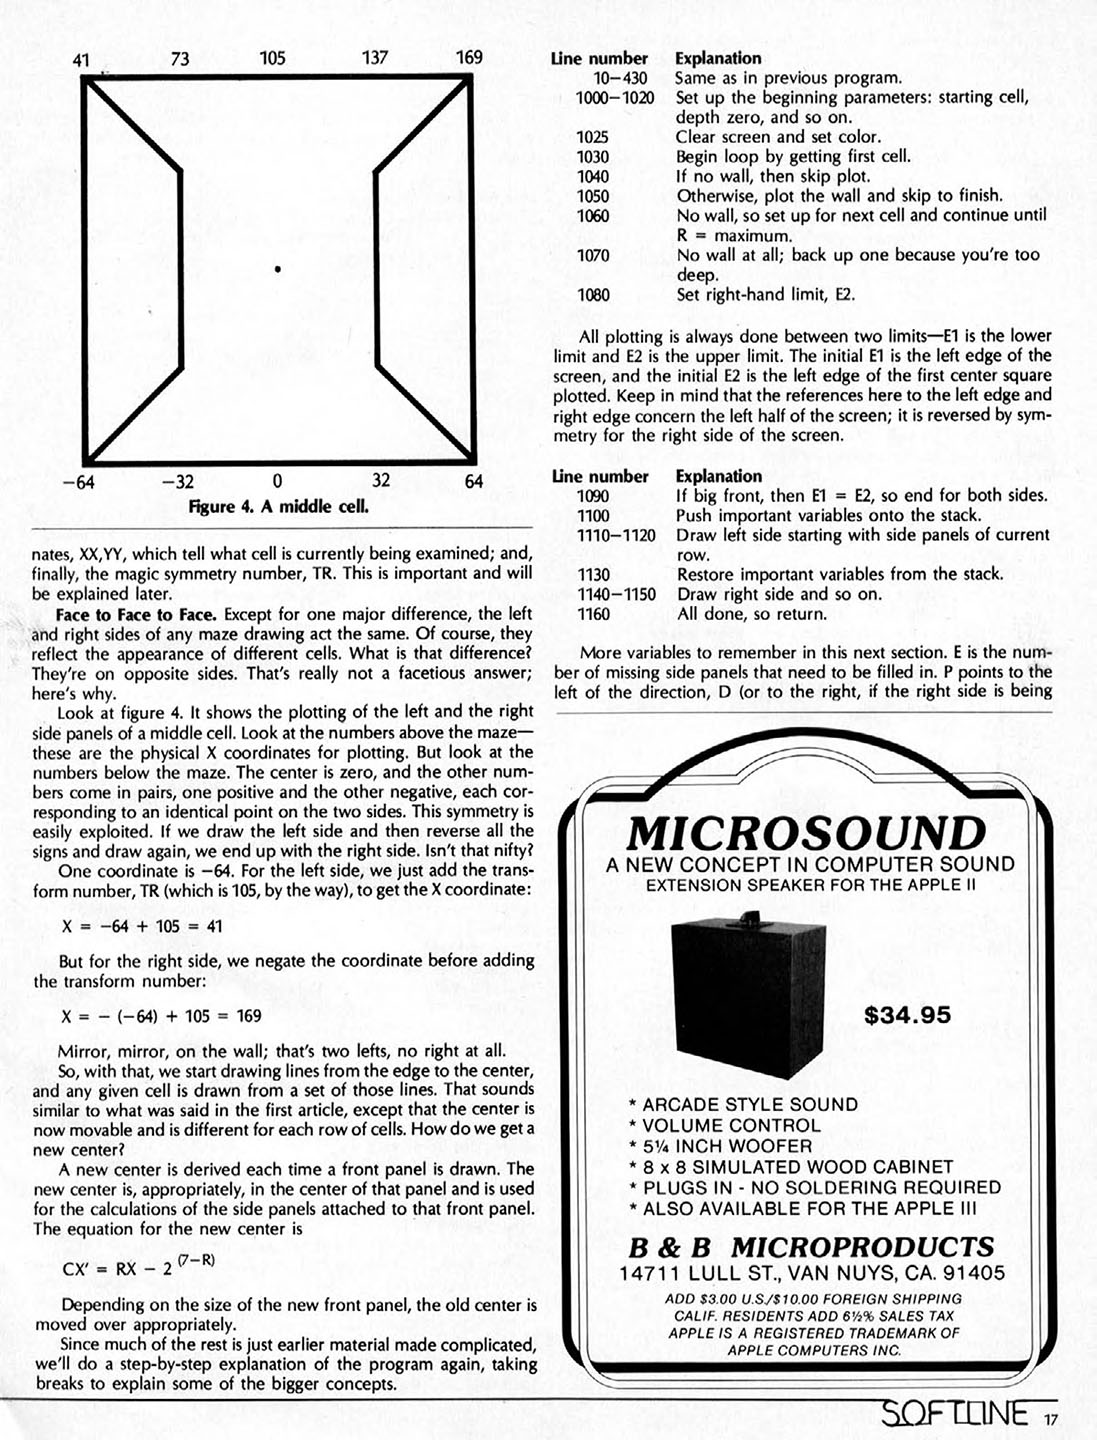 41 73 105 137 169
−64 −32 0 32 64
Figure 4. A middle cell.
nates, XX,YY, which tell what cell is currently being examined; and,
finally, the magic symmetry number, TR. This is important and will
be explained later.
Face to Face to Face. Except for one major difference, the left
and right sides of any maze drawing act the same. Of course, they
reflect the appearance of different cells. What is that difference?
They're on opposite sides. That's really not a facetious answer;
here's why.
Look at figure 4. It shows the plotting of the left and the right
side panels of a middle cell. Look at the numbers above the maze—
these are the physical X coordinates for plotting. But look at the
numbers below the maze. The center is zero, and the other num-
bers come in pairs, one positive and the other negative, each cor-
responding to an identical point on the two sides. This symmetry is
easily exploited. If we draw the left side and then reverse all the
signs and draw again, we end up with the right side. Isn't that nifty?
One coordinate is −64. For the left side, we just add the trans-
form number, TR (which is 105, by the way), to get the X coordinate:
X = −64 + 105 = 41
But for the right side, we negate the coordinate before adding
the transform number:
X = − (−64) + 105 = 169
Mirror, mirror, on the wall; that's two lefts, no right at all.
So, with that, we start drawing lines from the edge to the center,
and any given cell is drawn from a set of those lines. That sounds
similar to what was said in the first article, except that the center is
now movable and is different for each row of cells. How do we get a
new center?
A new center is derived each time a front panel is drawn. The
new center is, appropriately, in the center of that panel and is used
for the calculations of the side panels attached to that front panel.
The equation for the new center is
CX' = RX − 2 (7−R)
Depending on the size of the new front panel, the old center is
moved over appropriately.
Since much of the rest is just earlier material made complicated,
we'll do a step-by-step explanation of the program again, taking
breaks to explain some of the bigger concepts.
Line number Explanation
10−430 Same as in previous program.
1000−1020 Set up the beginning parameters: starting cell,
depth zero, and so on.
1025 Clear screen and set color.
1030 Begin loop by getting first cell.
1040 If no wall, then skip plot.
1050 Otherwise, plot the wall and skip to finish.
1060 No wall, so set up for next cell and continue until
R = maximum.
1070 No wall at all; back up one because you're too
deep.
1080 Set right-hand limit, E2.
All plotting is always done between two limits—E1 is the lower
limit and E2 is the upper limit. The initial E1 is the left edge of the
screen, and the initial E2 is the left edge of the first center square
plotted. Keep in mind that the references here to the left edge and
right edge concern the left half of the screen; it is reversed by sym-
metry for the right side of the screen.
Line number Explanation
1090 If big front, then E1 = E2, so end for both sides.
1100 Push important variables onto the stack.
1110−1120 Draw left side starting with side panels of current
row.
1130 Restore important variables from the stack.
1140−1150 Draw right side and so on.
1160 All done, so return.
More variables to remember in this next section. E is the num-
ber of missing side panels that need to be filled in. P points to the
left of the direction, D (or to the right, if the right side is being
MICROSOUND
A NEW CONCEPT IN COMPUTER SOUND
EXTENSION SPEAKER FOR THE APPLE II
$34.95
* ARCADE STYLE SOUND
* VOLUME CONTROL
* 5¼ INCH WOOFER
* 8 x 8 SIMULATED WOOD CABINET
* PLUGS IN - NO SOLDERING REQUIRED
* ALSO AVAILABLE FOR THE APPLE III
B & B MICROPRODUCTS
14711 LULL ST., VAN NUYS, CA. 91405
ADD $3.00 U.S./$10.00 FOREIGN SHIPPING
CALIF. RESIDENTS ADD 6½% SALES TAX
APPLE IS A REGISTERED TRADEMARK OF
APPLE COMPUTERS INC.
SOFTLINE 17